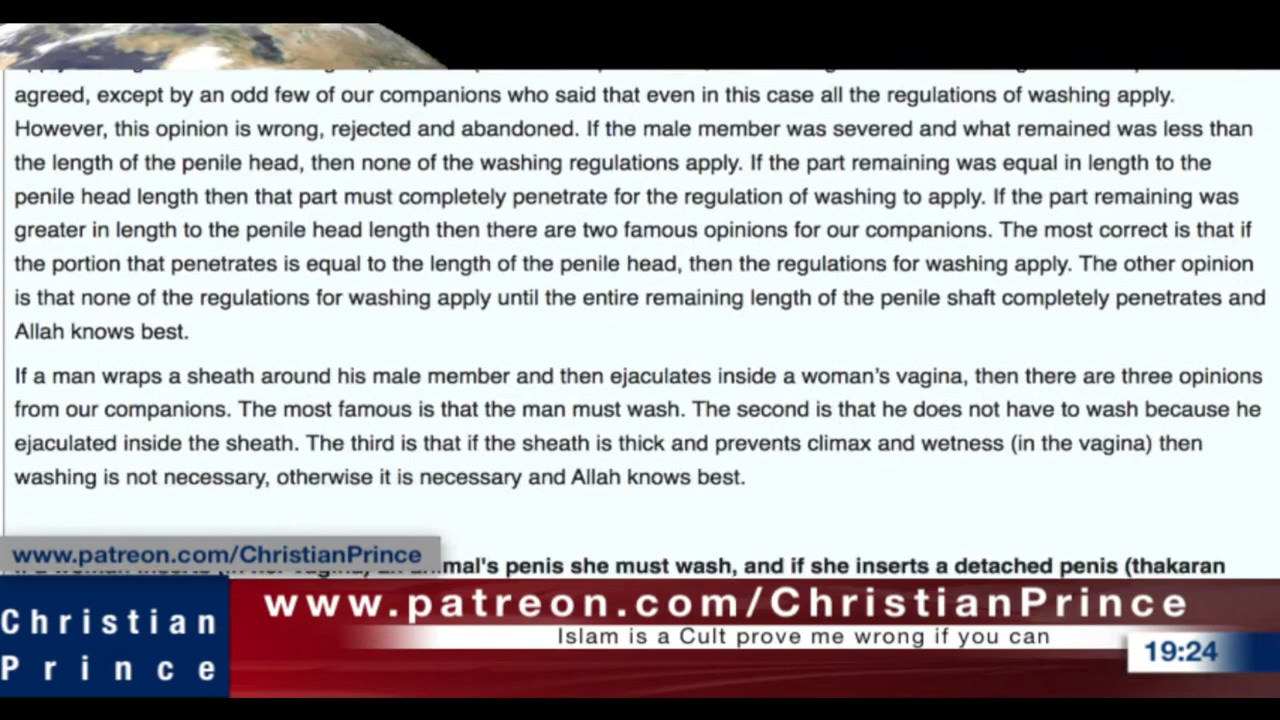 agreed, except by an odd few of our companions who said that even in this case all the regulations of washing apply.
However, this opinion is wrong, rejected and abandoned. If the male member was severed and what remained was less than
the length of the penile head, then none of the washing regulations apply. If the part remaining was equal in length to the
penile head length then that part must completely penetrate for the regulation of washing to apply. If the part remaining was
greater in length to the penile head length then there are two famous opinions for our companions. The most correct is that if
the portion that penetrates is equal to the length of the penile head, then the regulations for washing apply. The other opinion
is that none of the regulations for washing apply until the entire remaining length of the penile shaft completely penetrates and
Allah knows best.
If a man wraps a sheath around his male member and then ejaculates inside a woman's vagina, then there are three opinions
from our companions. The most famous is that the man must wash. The second is that he does not have to wash because he
ejaculated inside the sheath. The third is that if the sheath is thick and prevents climax and wetness (in the vagina) then
washing is not necessary, otherwise it is necessary and Allah knows best.
www.patreon.com/ChristianPrince
penis she must wash, and if she inserts a detached penis (thakaran
www.patreon.com/ChristianPrince
Islam is a Cult prove me wrong if you can
Christian
Prince
19:24